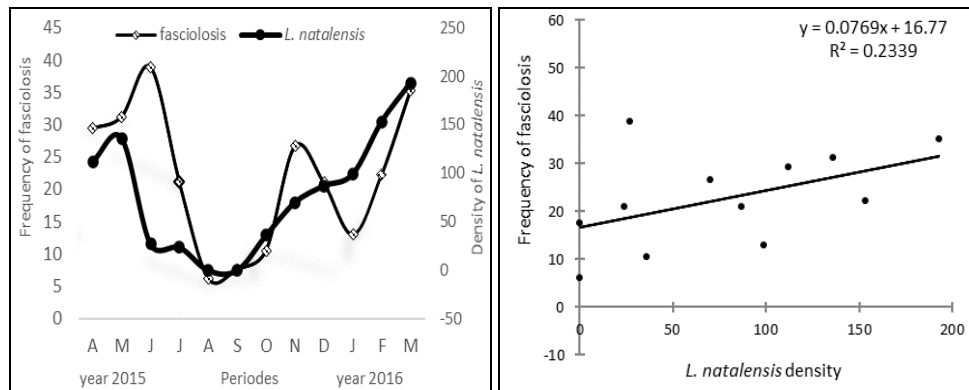 fasciolosis L. natalensis
Frequency of fasciolosis
45
40
35
30
25
20
15
10
5
0
250
200
150
100
50
0
-50
Density of L. natalensis
A M J J A S O N D J F M
year 2015 Periodes year 2016
y = 0.0769x + 16.77
R² = 0.2339
Frequency of fasciolosis
60
50
40
30
20
10
0
-10
0 50 100 150 200
L. natalensis density